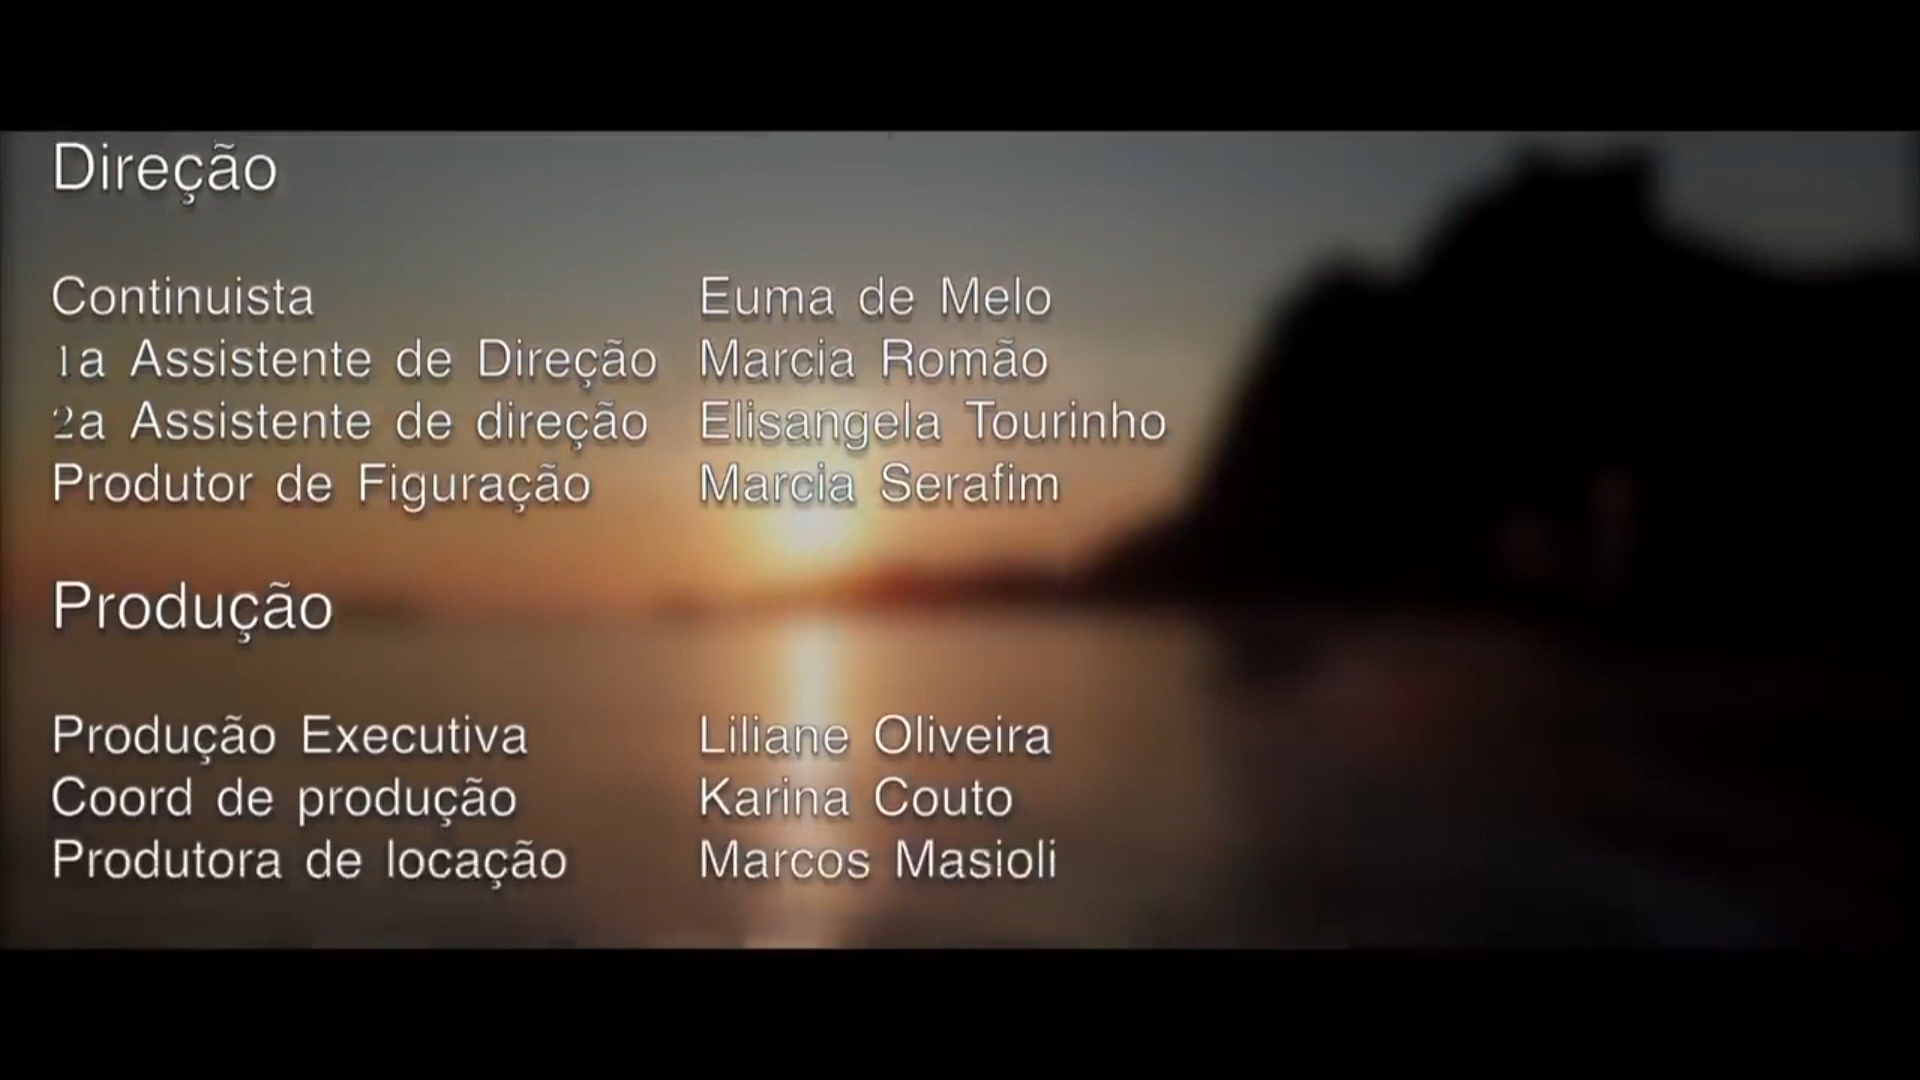 Direção
Continuista Euma de Melo
1a Assistente de Direção Marcia Romão
2a Assistente de direção Elisangela Tourinho
Produtor de Figuração Marcia Serafim
Produção
Produção Executiva Liliane Oliveira
Coord de produção Karina Couto
Produtora de locação Marcos Masioli